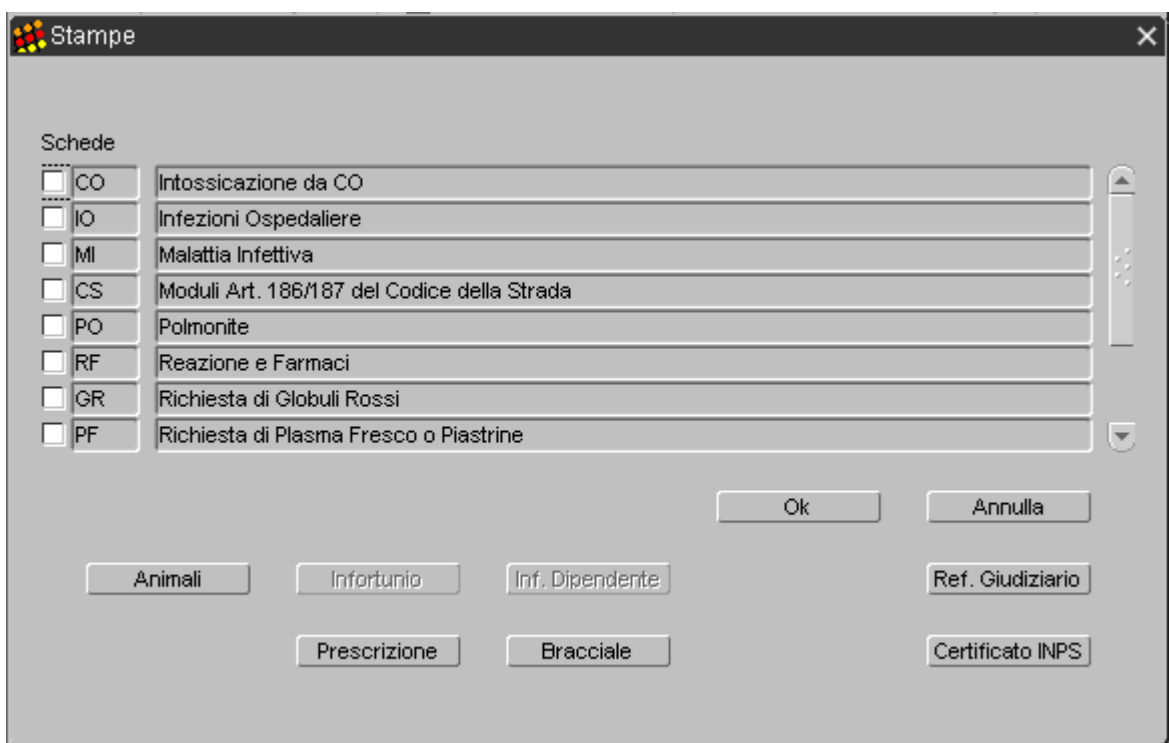 Stampe
Schede
CO Intossicazione da CO
IO Infezioni Ospedaliere
MI Malattia Infettiva
CS Moduli Art. 186/187 del Codice della Strada
PO Polmonite
RF Reazione e Farmaci
GR Richiesta di Globuli Rossi
PF Richiesta di Plasma Fresco o Piastrine
Ok Annulla
Animali Infortunio Inf. Dipendente Ref. Giudiziario
Prescrizione Bracciale Certificato INPS